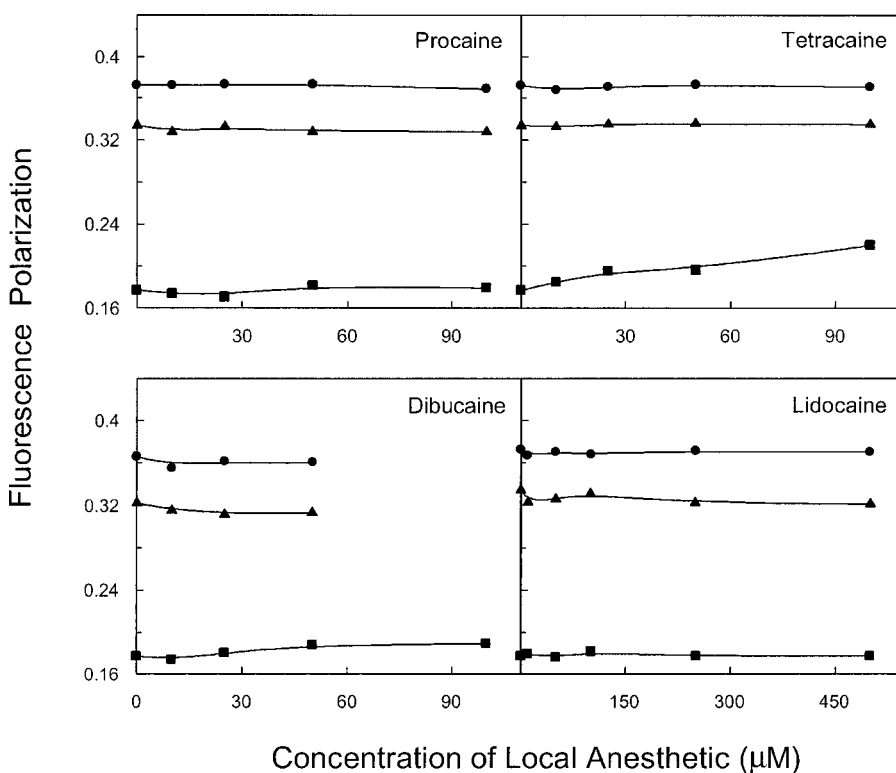 Fluorescence Polarization
Procaine
0.4
0.32
0.24
0.16
30 60 90
Tetracaine
30 60 90
Dibucaine
0.4
0.32
0.24
0.16
0 30 60 90
Lidocaine
150 300 450
Concentration of Local Anesthetic (μM)